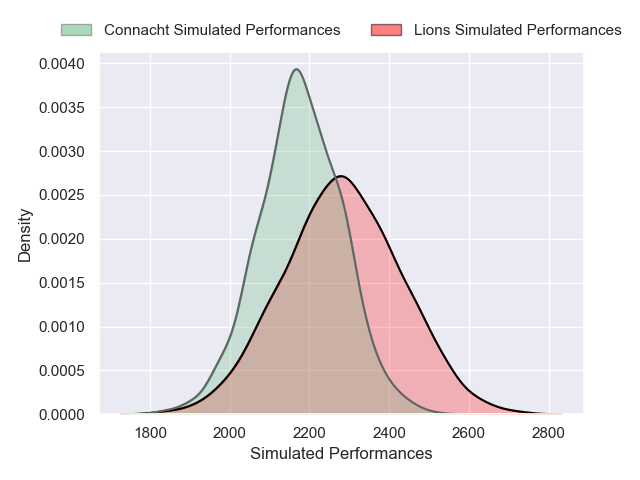 Connacht Simulated Performances Lions Simulated Performances
0.0040
0.0035
0.0030
0.0025
0.0020
0.0015
0.0010
0.0005
0.0000
Density
1800 2000 2200 2400 2600 2800
Simulated Performances